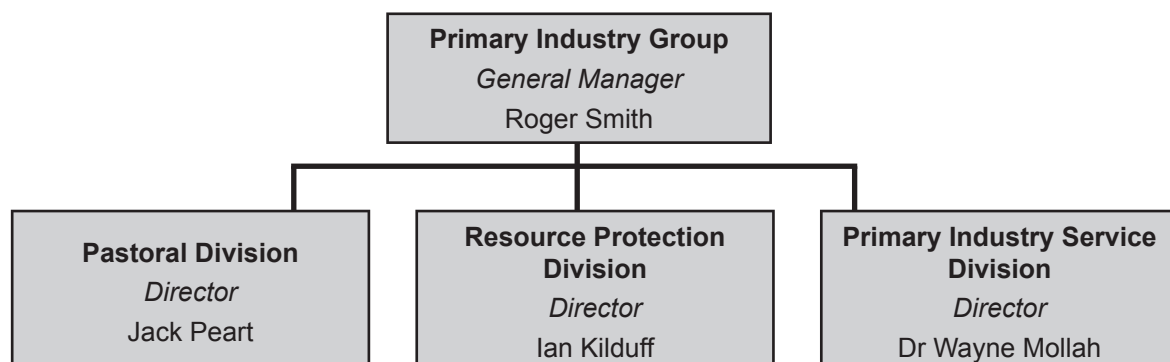 Primary Industry Group
General Manager
Roger Smith
Pastoral Division
Director
Jack Peart
Resource Protection
Division
Director
Ian Kilduff
Primary Industry Service
Division
Director
Dr Wayne Mollah